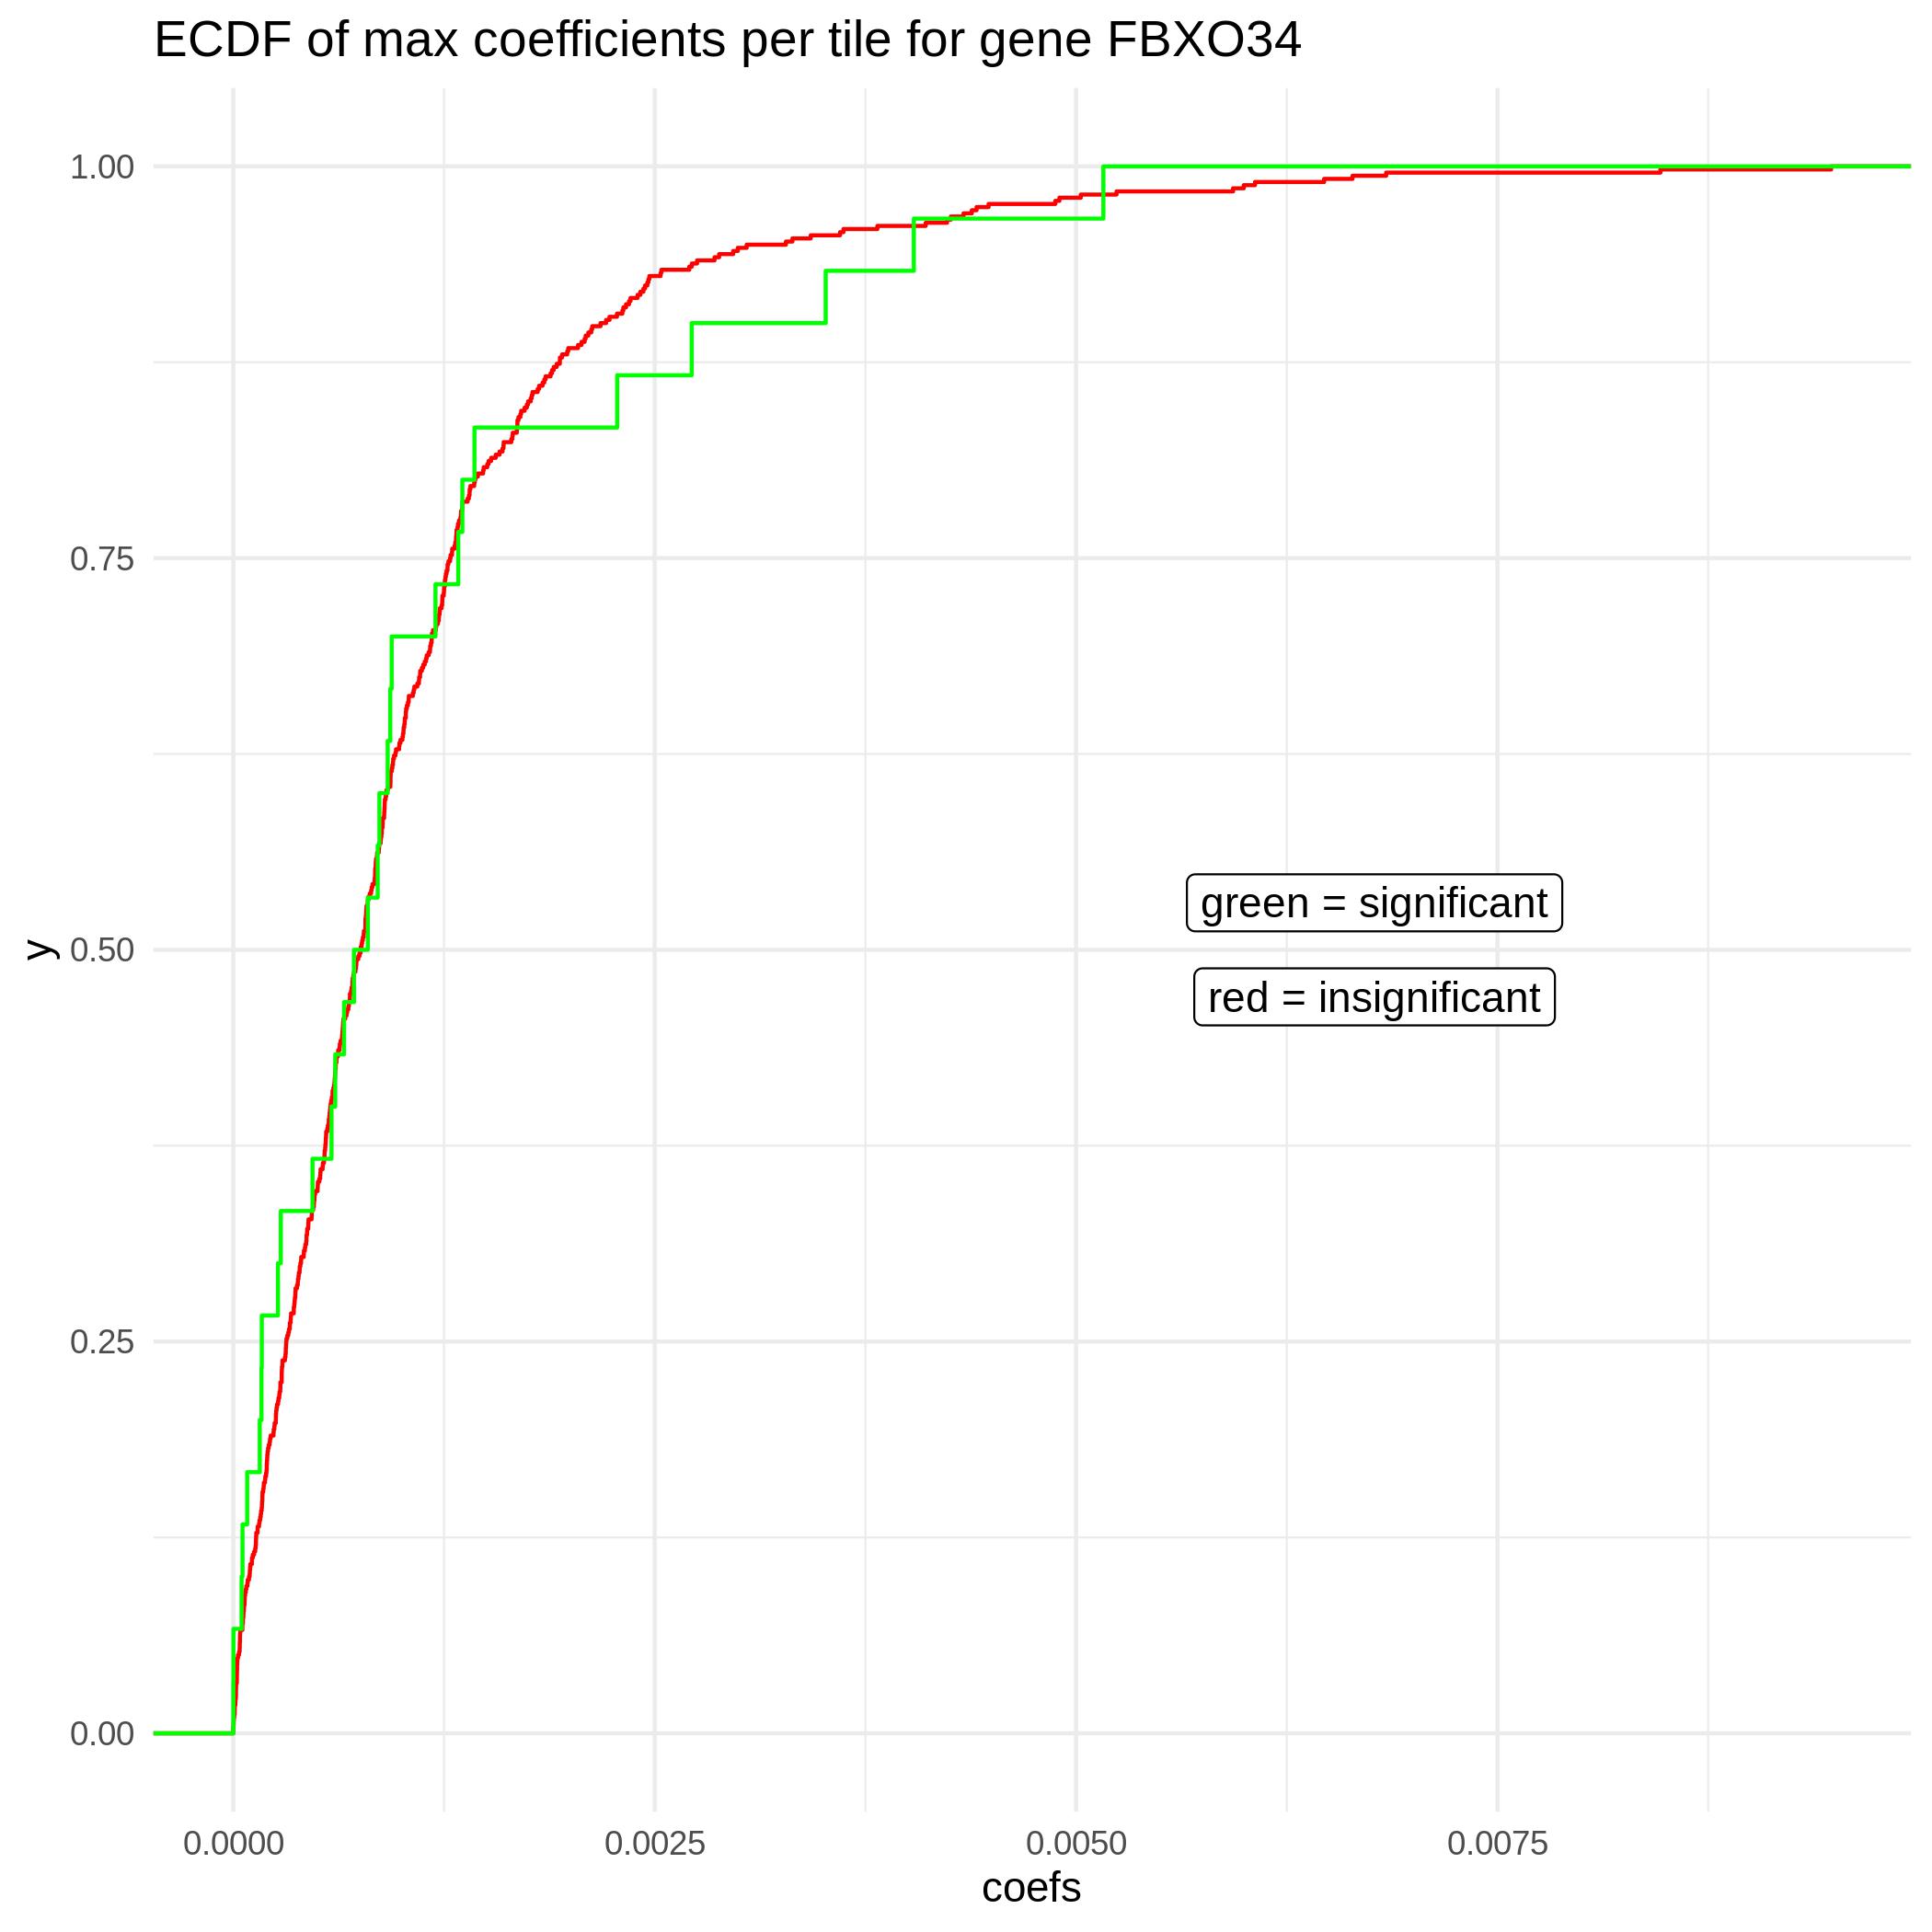 ECDF of max coefficients per tile for gene FBXO34
1.00
0.75
0.50
0.25
0.00
y
green = significant
red = insignificant
0.0000 0.0025 0.0050 0.0075
coefs